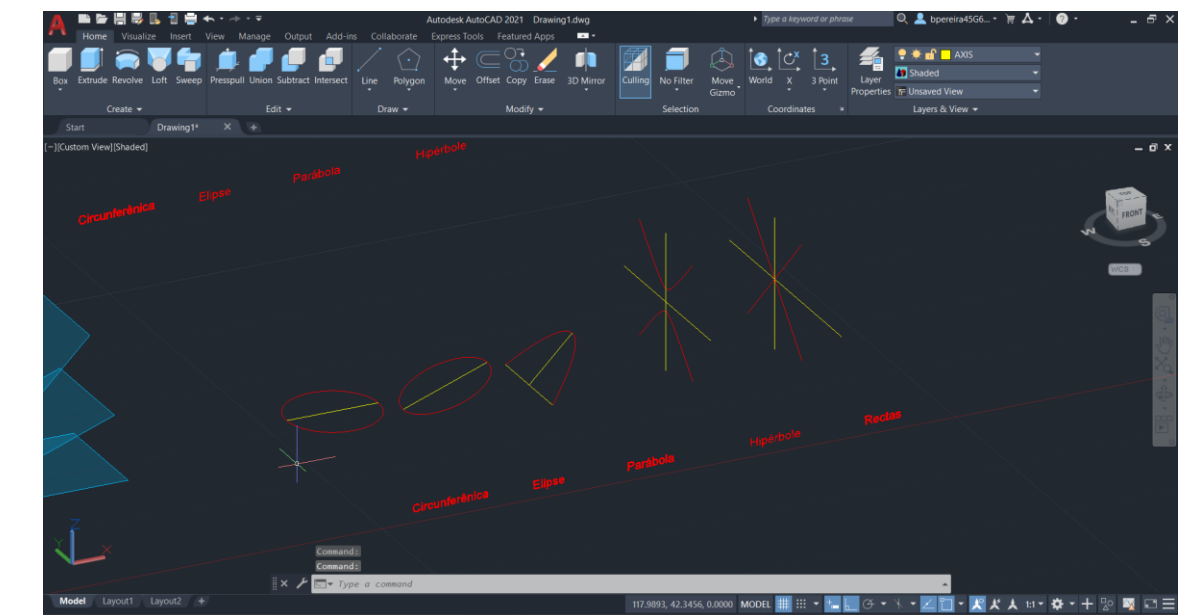 Autodesk AutoCAD 2021 Drawing1.dwg
Type a keyword or phrase
bpereira45G6...
Home Visualize Insert View Manage Output Add-ins Collaborate Express Tools Featured Apps
Box Extrude Revolve Loft Sweep Presspull Union Subtract Intersect Line Polygon Move Offset Copy Erase 3D Mirror Culling No Filter Move Gizmo World X 3 Point Layer Properties
AXIS
Shaded
Unsaved View
Create Edit Draw Modify Selection Coordinates Layers & View
Start Drawing1* +
[−][Custom View][Shaded]
Hipérbole
Parábola
Elipse
Circunferênica
TOP
FRONT
W
S
E
WCB
Rectas
Hipérbole
Parábola
Elipse
Circunferênica
Z
Y
X
Command:
Command:
Type a command
Model Layout1 Layout2 +
117.9893, 42.3456, 0.0000 MODEL 1:1